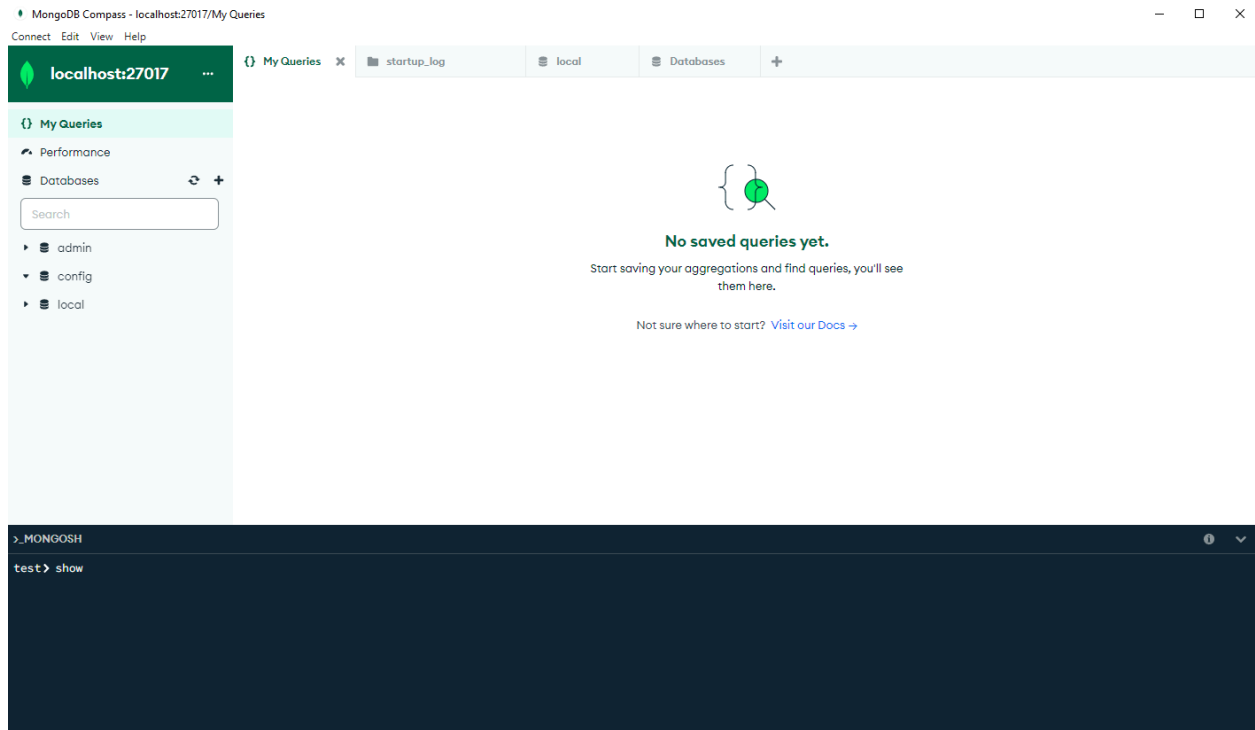 MongoDB Compass - localhost:27017/My Queries
Connect Edit View Help
localhost:27017 ...
{} My Queries
startup_log
local
Databases
{} My Queries
Performance
Databases
Search
admin
config
local
No saved queries yet.
Start saving your aggregations and find queries, you'll see
them here.
Not sure where to start? Visit our Docs →
>_MONGOSH
test> show